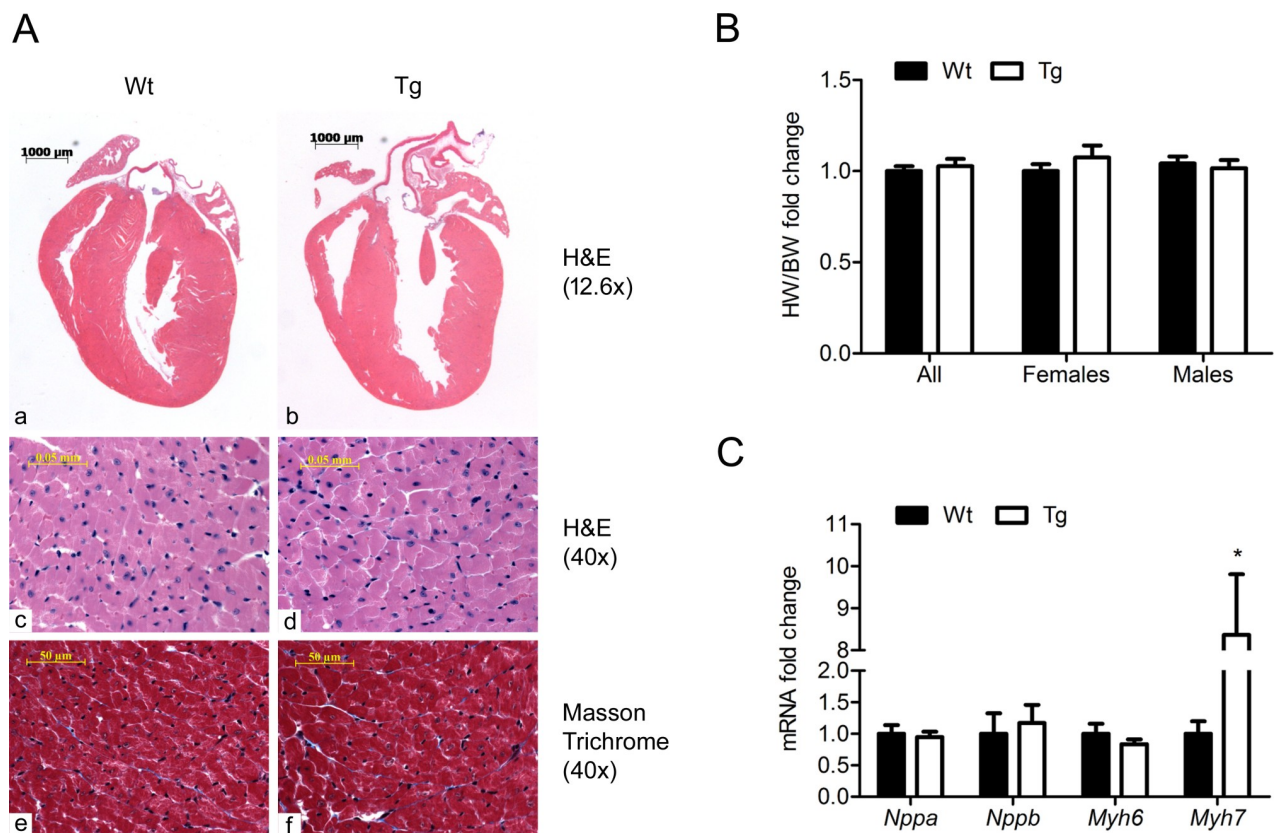 A
Wt
Tg
1000 µm
1000 µm
H&E
(12.6x)
a
b
0.05 mm
0.05 mm
H&E
(40x)
c
d
50 µm
50 µm
Masson
Trichrome
(40x)
e
f
B
Wt
Tg
HW/BW fold change
1.5
1.0
0.5
0.0
All
Females
Males
C
Wt
Tg
mRNA fold change
11
10
9
8
2.0
1.5
1.0
0.5
0.0
*
Nppa
Nppb
Myh6
Myh7